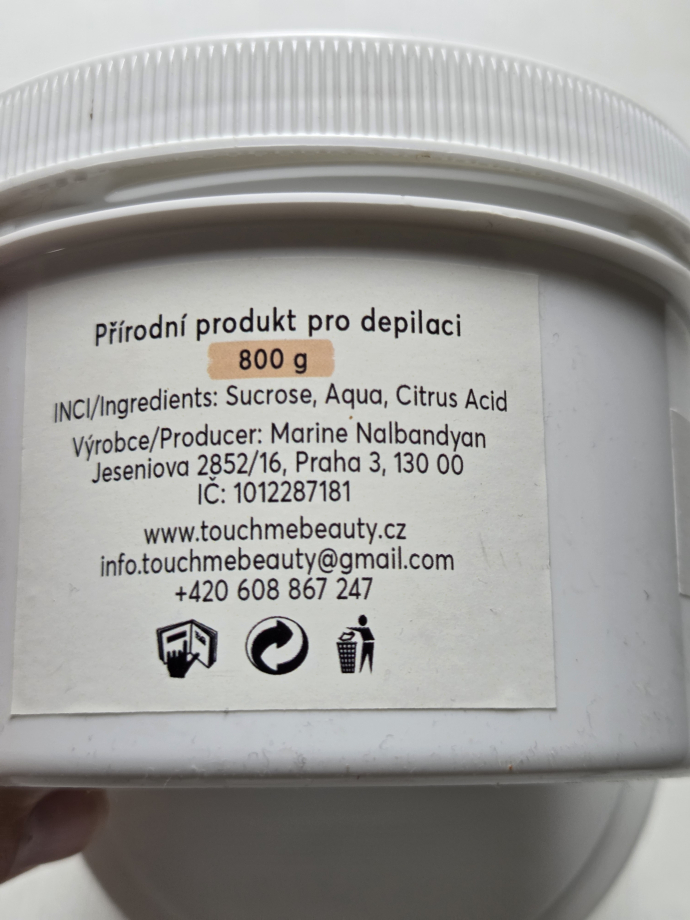 Přírodní produkt pro depilaci
800 g
INCI/Ingredients: Sucrose, Aqua, Citrus Acid
Výrobce/Producer: Marine Nalbandyan
Jeseniova 2852/16, Praha 3, 130 00
IČ: 1012287181
www.touchmebeauty.cz
info.touchmebeauty@gmail.com
+420 608 867 247